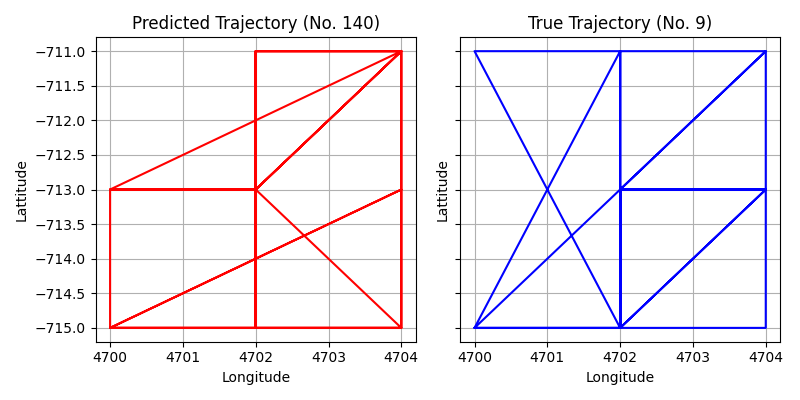 Predicted Trajectory (No. 140)
True Trajectory (No. 9)
Lattitude
−711.0
−711.5
−712.0
−712.5
−713.0
−713.5
−714.0
−714.5
−715.0
4700 4701 4702 4703 4704
Longitude
Lattitude
4700 4701 4702 4703 4704
Longitude